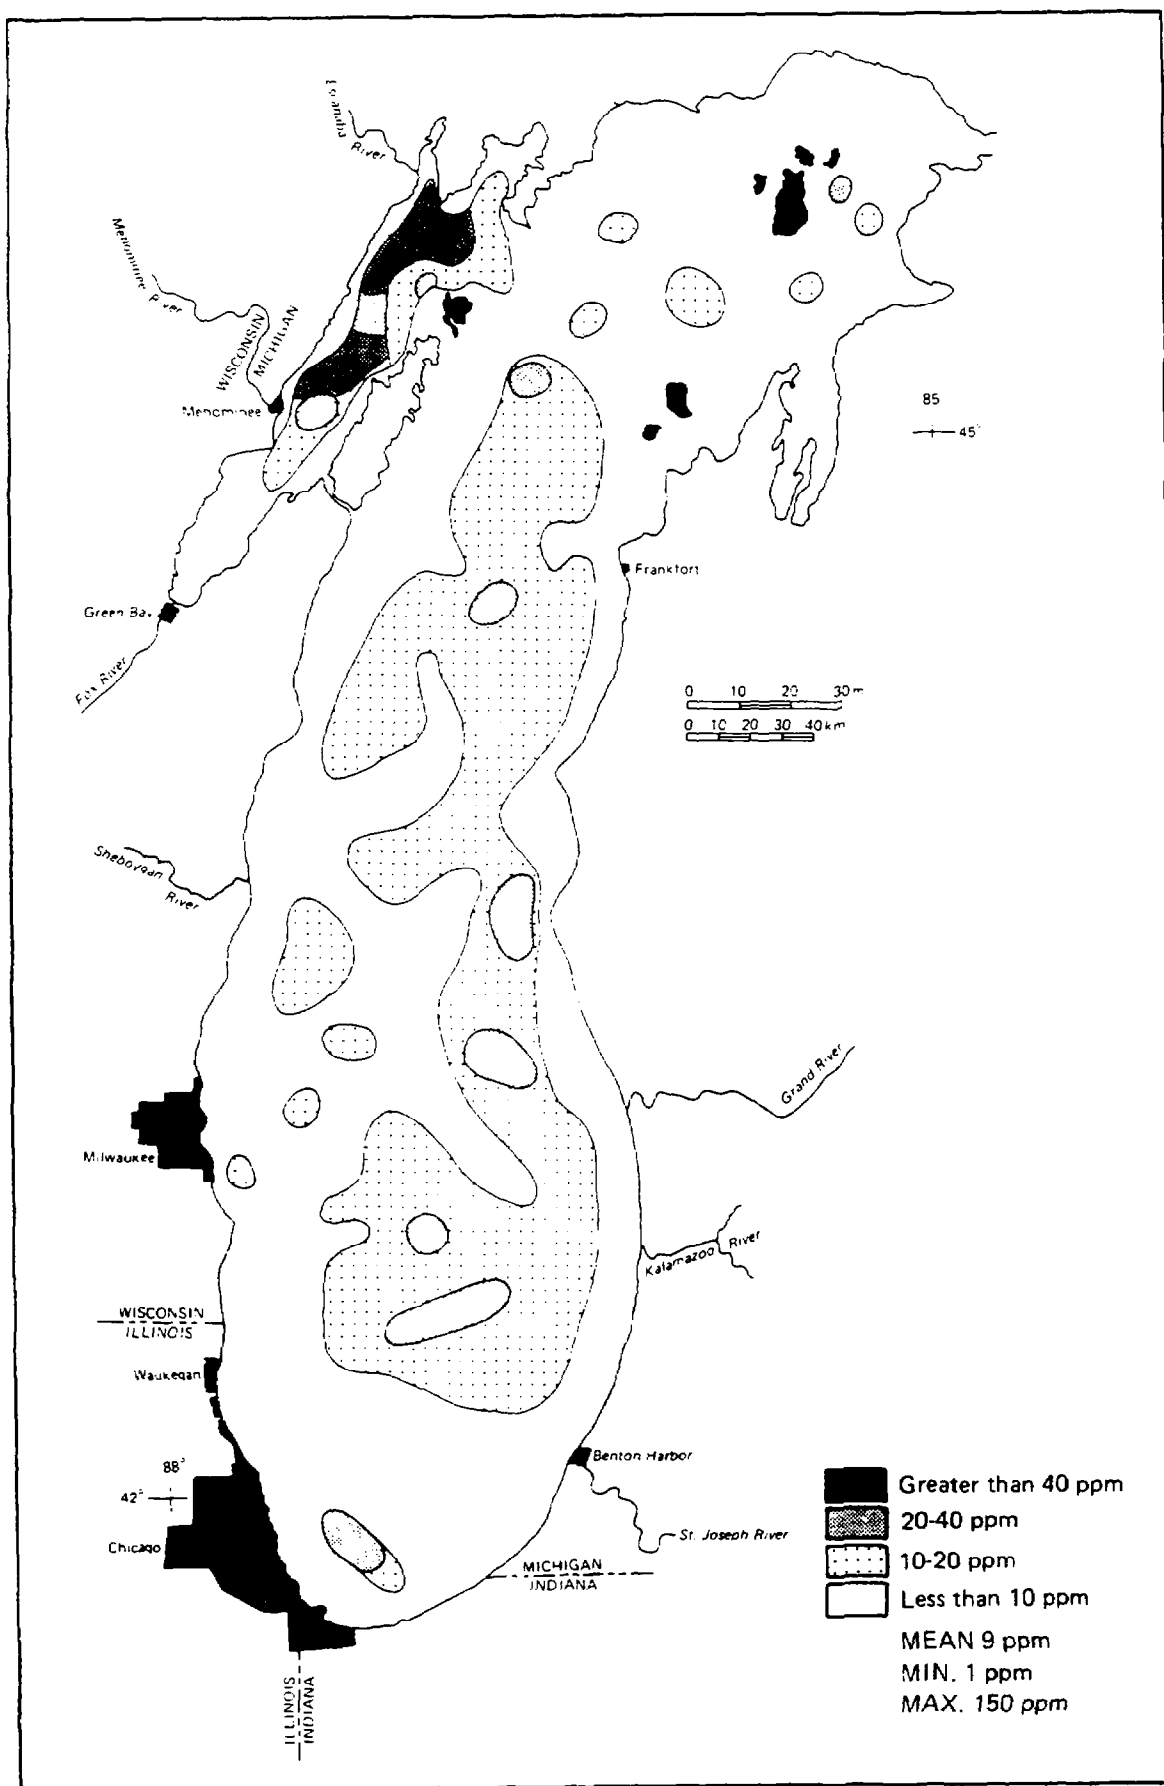 River
Menominee
River
WISCONSIN
MICHIGAN
Menominee
85
45°
Frankfort
Green Ba
Fox River
0 10 20 30 m
0 10 20 30 40 km
Sheboygan
River
Grand River
Milwaukee
Kalamazoo River
WISCONSIN
ILLINOIS
Waukegan
88°
42°
Chicago
Benton Harbor
St. Joseph River
MICHIGAN
INDIANA
ILLINOIS
INDIANA
Greater than 40 ppm
20-40 ppm
10-20 ppm
Less than 10 ppm
MEAN 9 ppm
MIN. 1 ppm
MAX. 150 ppm